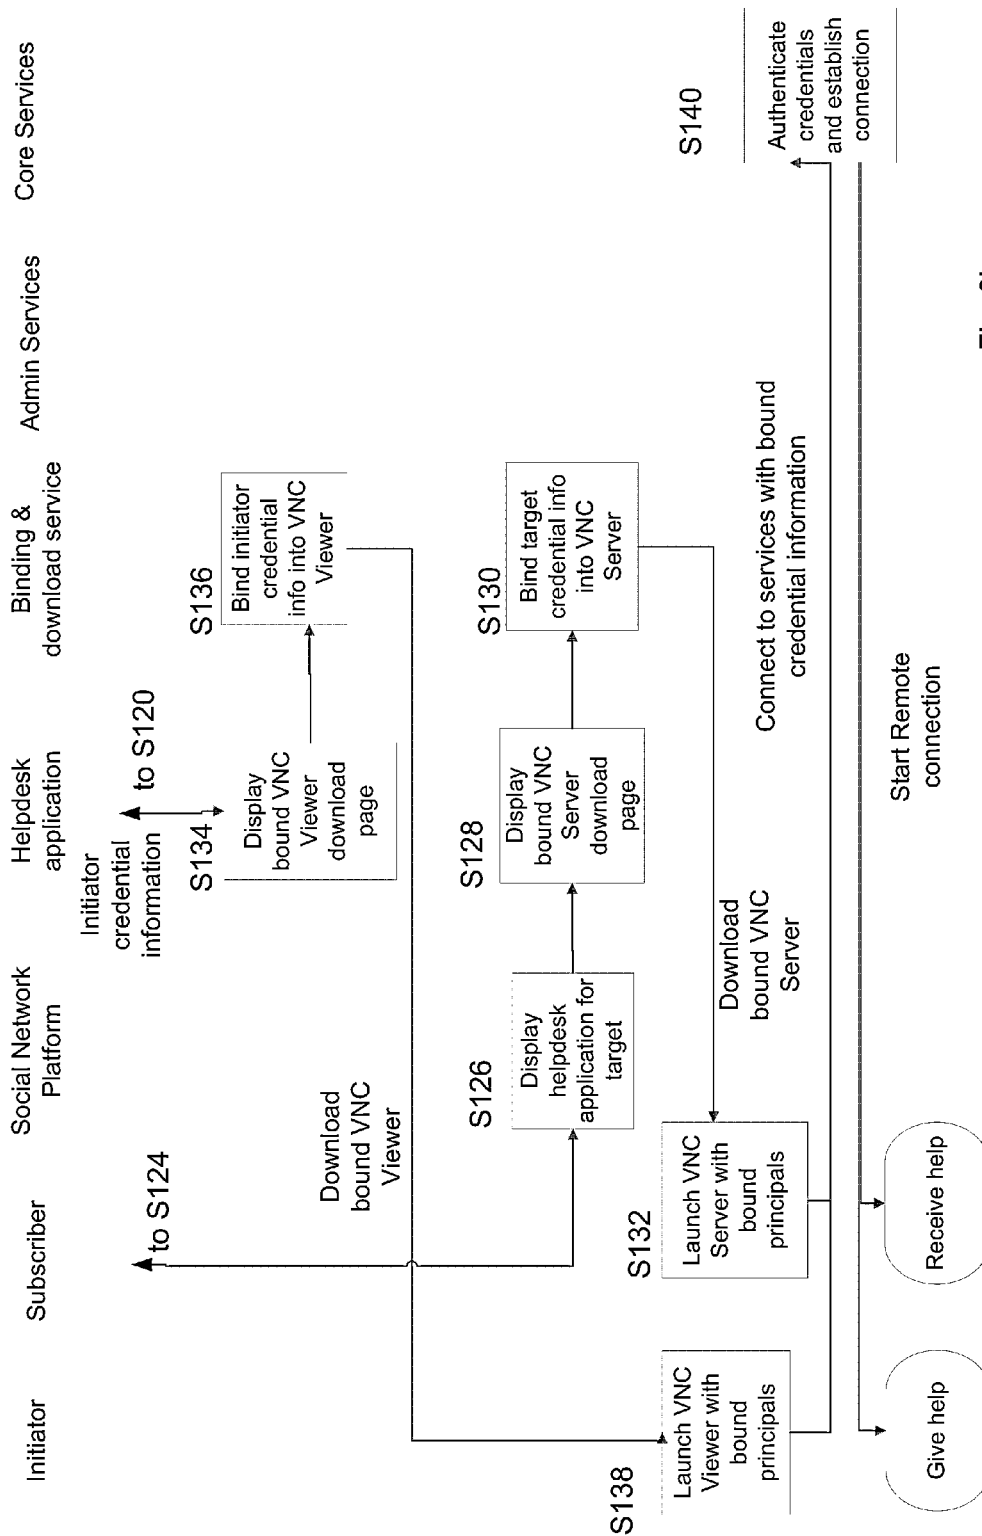 Initiator
Subscriber
Social Network
Platform
Helpdesk
application
Binding &
download service
Admin Services
Core Services
to S124
Initiator
credential
information
to S120
S134
Display
bound VNC
Viewer
download
page
S136
Bind initiator
credential
info into VNC
Viewer
Download
bound VNC
Viewer
S126
Display
helpdesk
application for
target
S128
Display
bound VNC
Server
download
page
S130
Bind target
credential info
into VNC
Server
Download
bound VNC
Server
S132
Launch VNC
Server with
bound
principals
S138
Launch VNC
Viewer with
bound
principals
Connect to services with bound
credential information
S140
Authenticate
credentials
and establish
connection
Start Remote
connection
Give help
Receive help